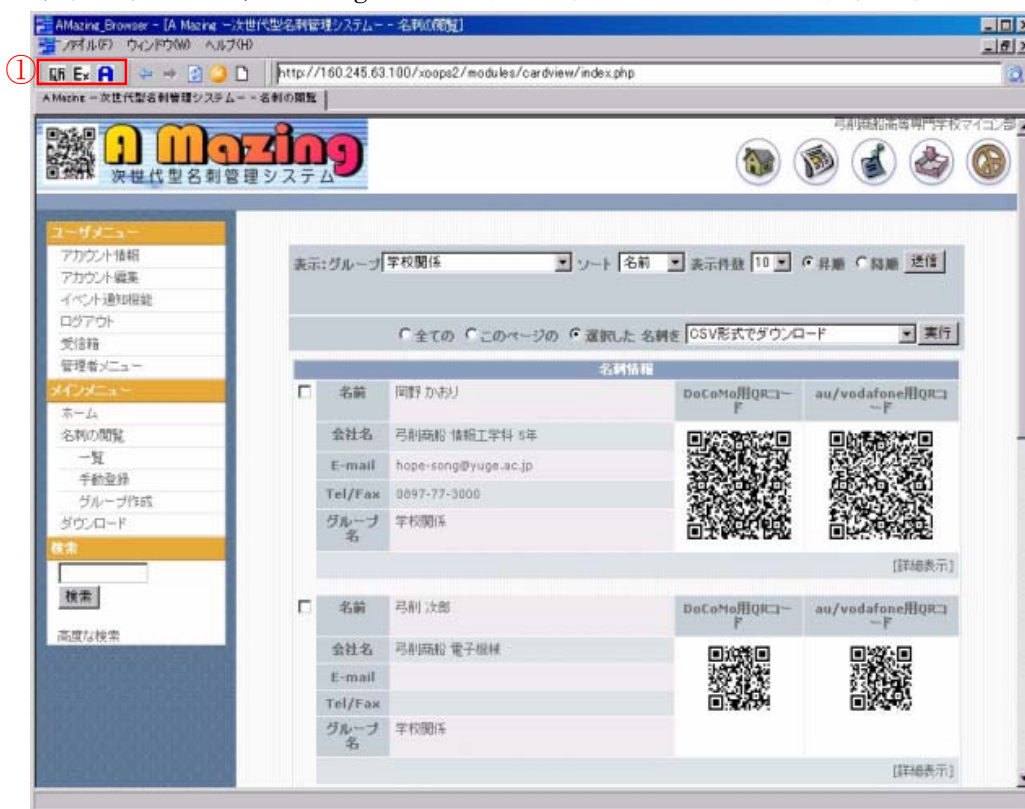 AMazing_Browser - [A Mazing ー次世代型名刺管理システムー - 名刺の閲覧]
ファイル(F) ウィンドウ(W) ヘルプ(H)
①
QR Ex A
http://160.245.63.100/xoops2/modules/cardview/index.php
A Mazing ー次世代型名刺管理システムー - 名刺の閲覧
弓削商船高等専門学校マイコン部
A Mazing
次世代型名刺管理システム
ユーザメニュー
アカウント情報
アカウント編集
イベント通知機能
ログアウト
受信箱
管理者メニュー
メインメニュー
ホーム
名刺の閲覧
一覧
手動登録
グループ作成
ダウンロード
検索
検索
高度な検索
表示:グループ 学校関係 ソート 名前 表示件数 10 昇順 降順 送信
全ての このページの 選択した 名刺を CSV形式でダウンロード 実行
名刺情報
名前 岡野 かおり DoCoMo用QRコード au/vodafone用QRコード
会社名 弓削商船 情報工学科 5年
E-mail hope-song@yuge.ac.jp
Tel/Fax 0897-77-3000
グループ名 学校関係
[詳細表示]
名前 弓削 次郎 DoCoMo用QRコード au/vodafone用QRコード
会社名 弓削商船 電子機械
E-mail
Tel/Fax
グループ名 学校関係
[詳細表示]